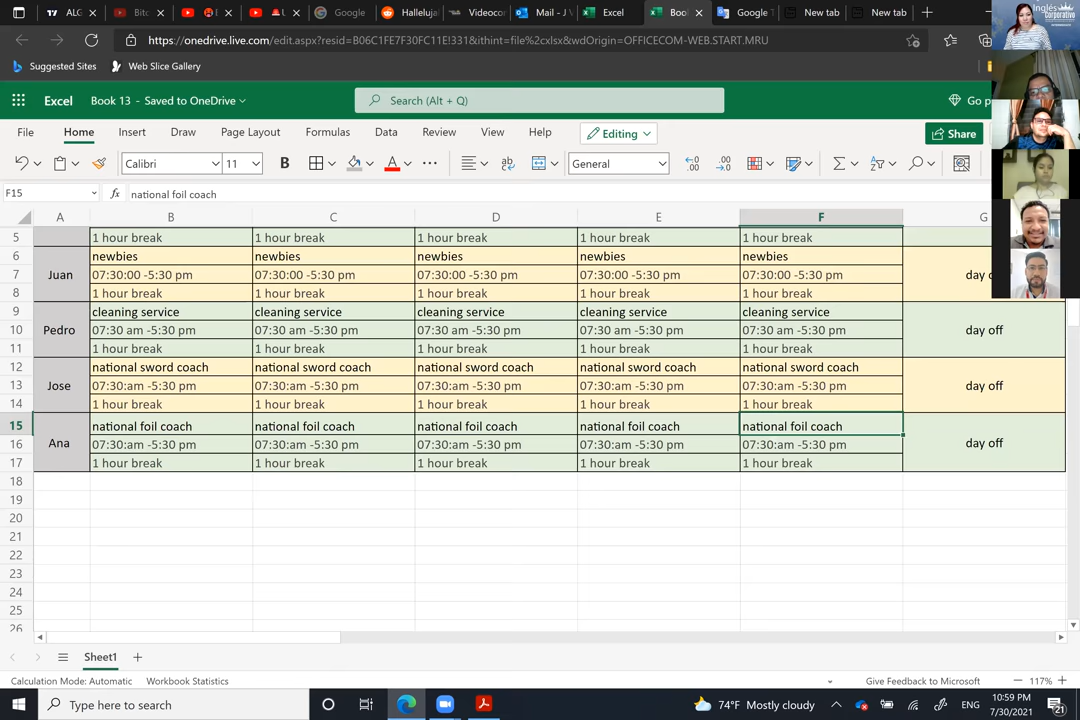 ALG
Bitc
E
U
Google
Hallelujal
Videocor
Mail - J V
Excel
Boo
Google T
New tab
New tab
Inglés
Corporativo
https://onedrive.live.com/edit.aspx?resid=B06C1FE7F30FC11E!331&ithint=file%2cxlsx&wdOrigin=OFFICECOM-WEB.START.MRU
Suggested Sites
Web Slice Gallery
Excel
Book 13 - Saved to OneDrive
Search (Alt + Q)
Go p
File
Home
Insert
Draw
Page Layout
Formulas
Data
Review
View
Help
Editing
Share
Calibri
11
B
A
ab
General
.00
F15
fx
national foil coach
A B C D E F G
5 1 hour break 1 hour break 1 hour break 1 hour break 1 hour break
6 newbies newbies newbies newbies newbies
7 Juan 07:30:00 -5:30 pm 07:30:00 -5:30 pm 07:30:00 -5:30 pm 07:30:00 -5:30 pm 07:30:00 -5:30 pm day
8 1 hour break 1 hour break 1 hour break 1 hour break 1 hour break
9 cleaning service cleaning service cleaning service cleaning service cleaning service
10 Pedro 07:30 am -5:30 pm 07:30 am -5:30 pm 07:30 am -5:30 pm 07:30 am -5:30 pm 07:30 am -5:30 pm day off
11 1 hour break 1 hour break 1 hour break 1 hour break 1 hour break
12 national sword coach national sword coach national sword coach national sword coach national sword coach
13 Jose 07:30:am -5:30 pm 07:30:am -5:30 pm 07:30:am -5:30 pm 07:30:am -5:30 pm 07:30:am -5:30 pm day off
14 1 hour break 1 hour break 1 hour break 1 hour break 1 hour break
15 national foil coach national foil coach national foil coach national foil coach national foil coach
16 Ana 07:30:am -5:30 pm 07:30:am -5:30 pm 07:30:am -5:30 pm 07:30:am -5:30 pm 07:30:am -5:30 pm day off
17 1 hour break 1 hour break 1 hour break 1 hour break 1 hour break
18
19
20
21
22
23
24
25
26
Sheet1
Calculation Mode: Automatic
Workbook Statistics
Give Feedback to Microsoft
117%
Type here to search
74°F Mostly cloudy
ENG
10:59 PM
7/30/2021
21